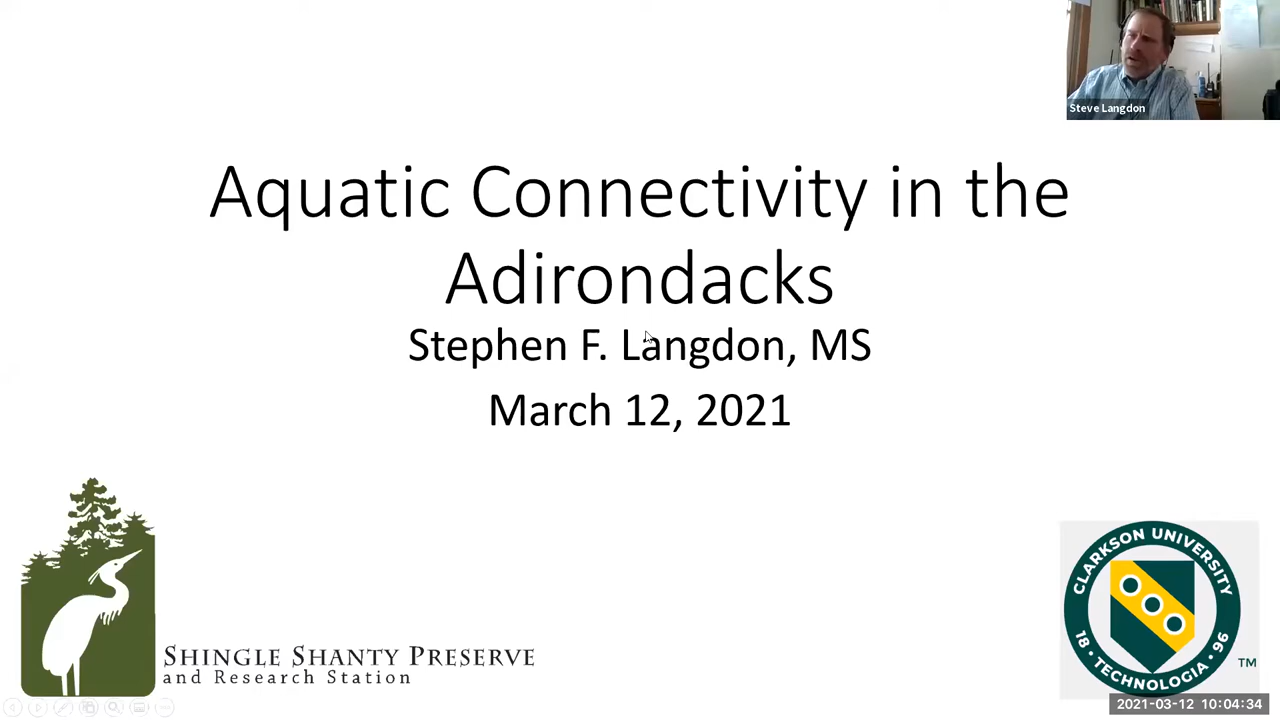 Steve Langdon
Aquatic Connectivity in the
Adirondacks
Stephen F. Langdon, MS
March 12, 2021
SHINGLE SHANTY PRESERVE
and Research Station
CLARKSON UNIVERSITY
18 • TECHNOLOGIA • 96
TM
2021-03-12 10:04:34